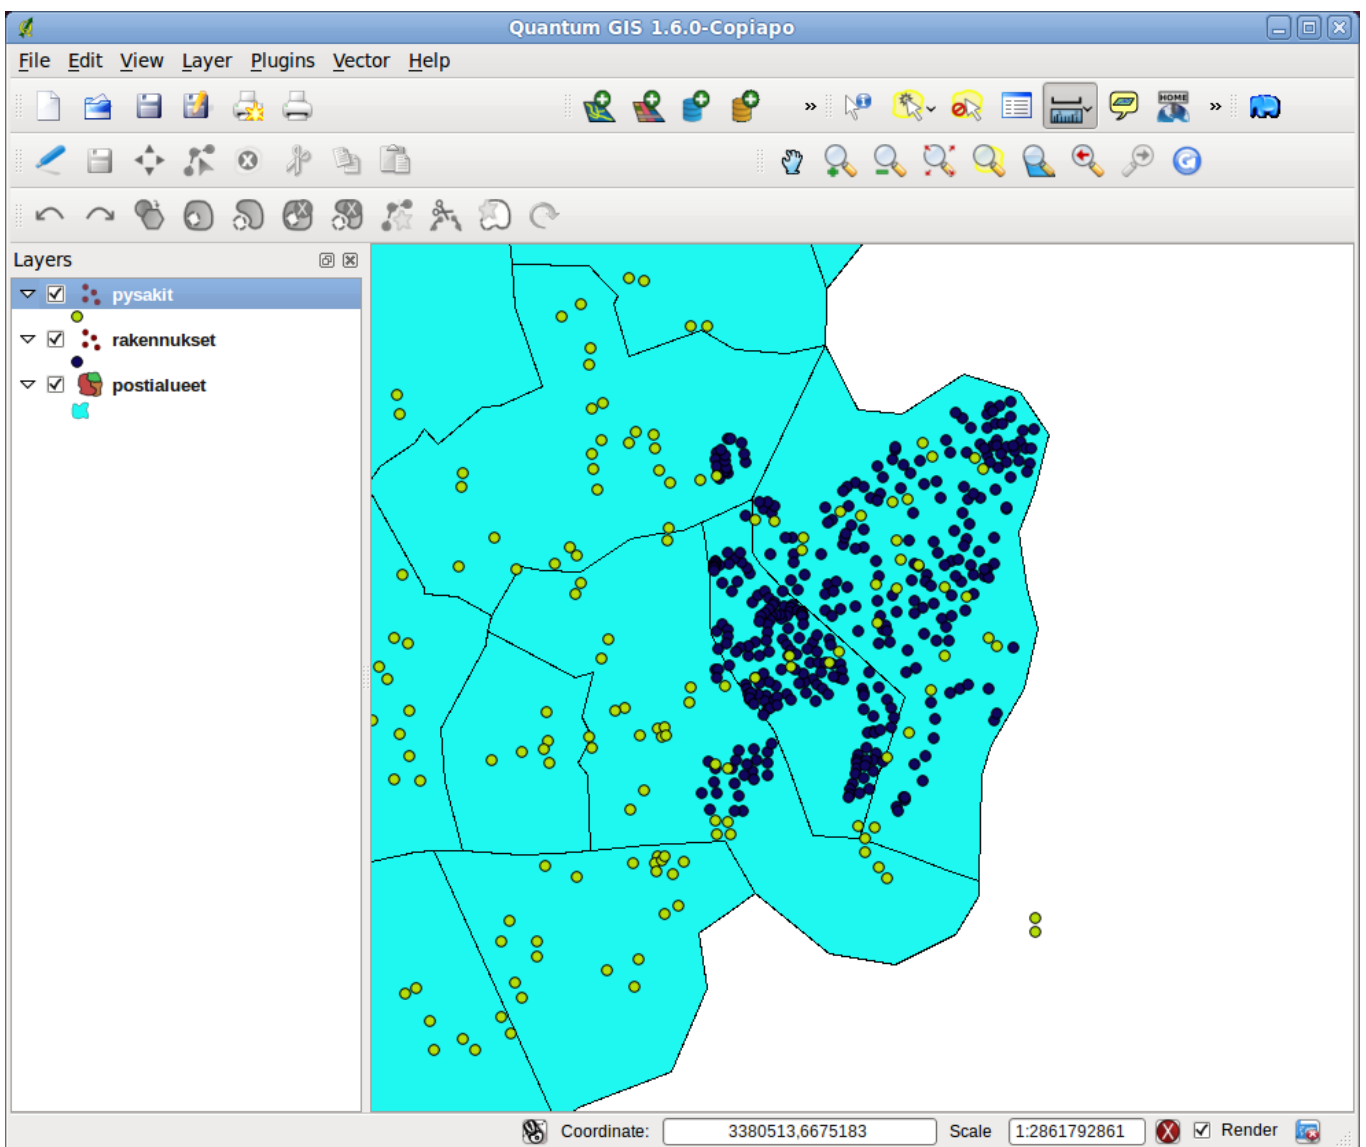 Quantum GIS 1.6.0-Copiapo
File Edit View Layer Plugins Vector Help
» HOME »
Layers
pysakit
rakennukset
postialueet
Coordinate: 3380513,6675183 Scale 1:2861792861 Render